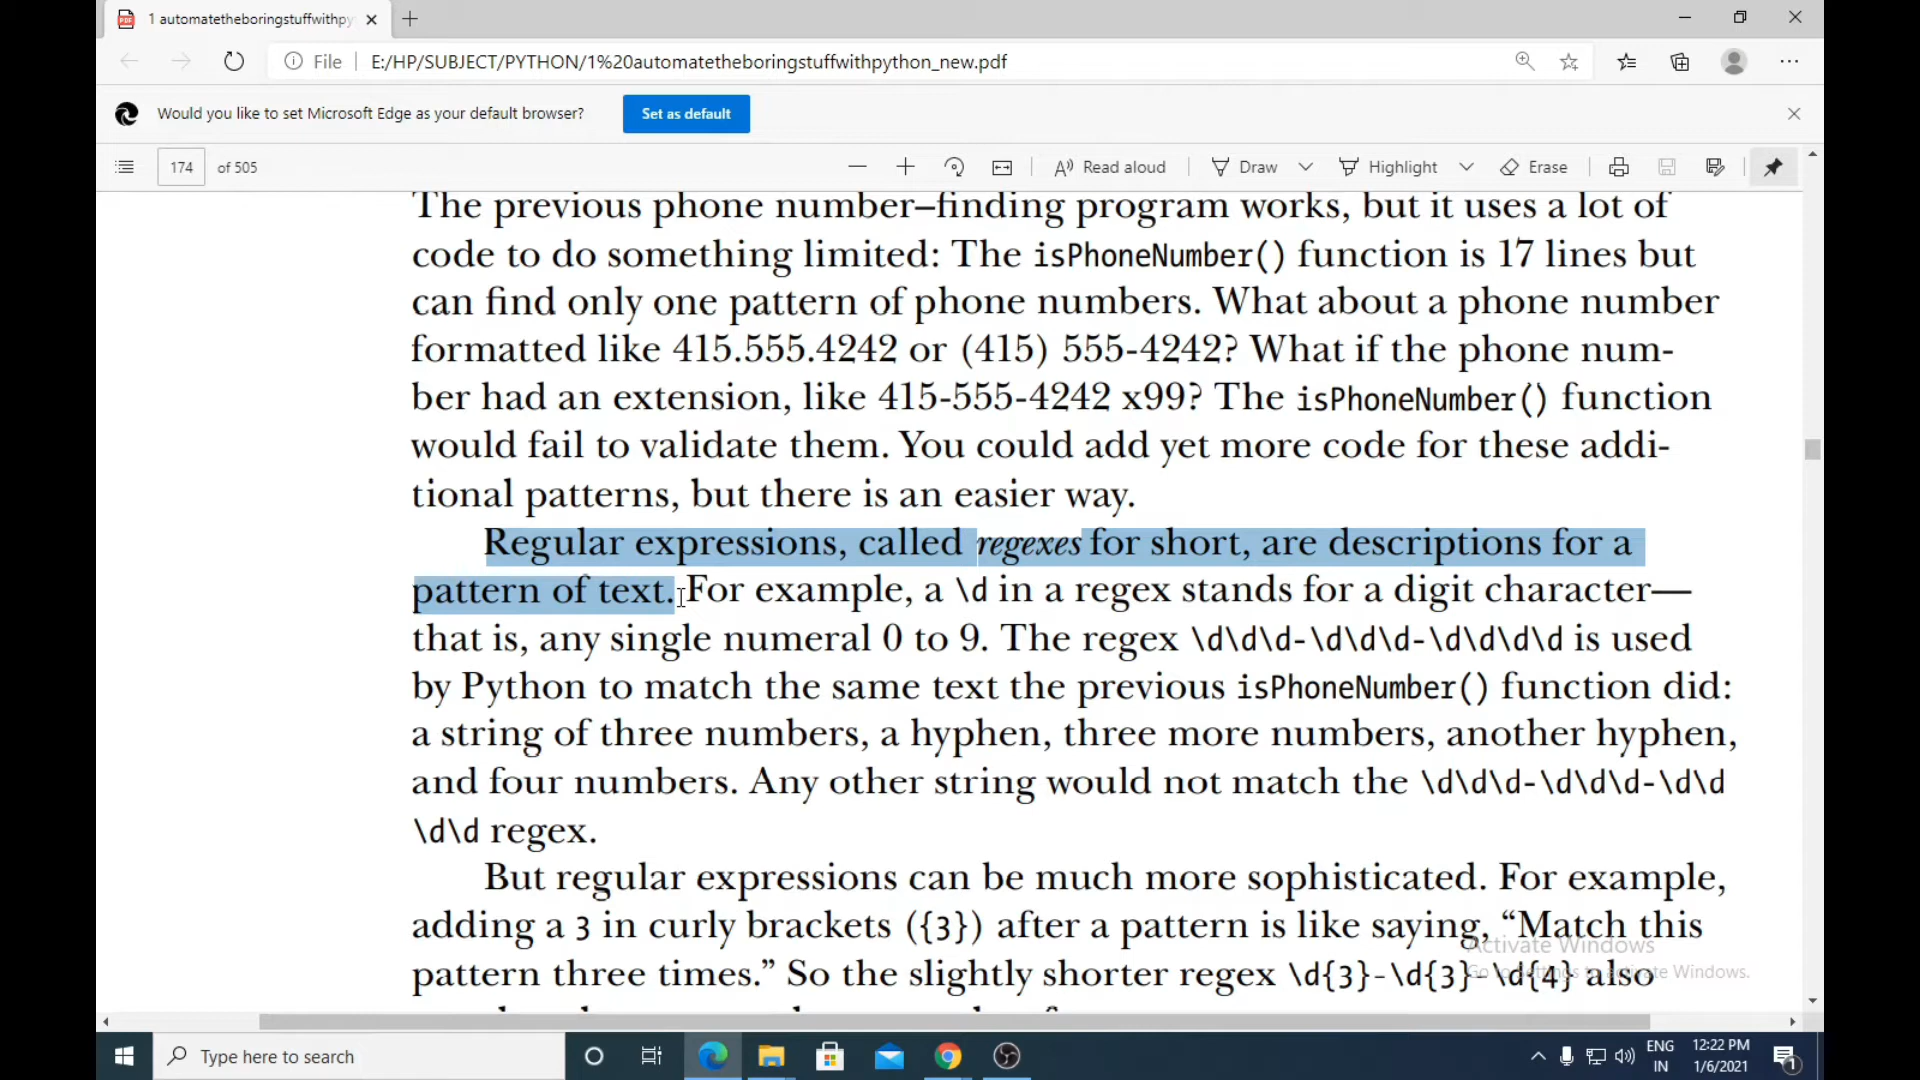 1 automatetheboringstuffwithpy
File
E:/HP/SUBJECT/PYTHON/1%20automatetheboringstuffwithpython_new.pdf
Would you like to set Microsoft Edge as your default browser?
Set as default
174 of 505
Read aloud
Draw
Highlight
Erase
The previous phone number–finding program works, but it uses a lot of
code to do something limited: The isPhoneNumber() function is 17 lines but
can find only one pattern of phone numbers. What about a phone number
formatted like 415.555.4242 or (415) 555-4242? What if the phone num-
ber had an extension, like 415-555-4242 x99? The isPhoneNumber() function
would fail to validate them. You could add yet more code for these addi-
tional patterns, but there is an easier way.
Regular expressions, called regexes for short, are descriptions for a
pattern of text. For example, a \d in a regex stands for a digit character—
that is, any single numeral 0 to 9. The regex \d\d\d-\d\d\d-\d\d\d\d is used
by Python to match the same text the previous isPhoneNumber() function did:
a string of three numbers, a hyphen, three more numbers, another hyphen,
and four numbers. Any other string would not match the \d\d\d-\d\d\d-\d\d
\d\d regex.
But regular expressions can be much more sophisticated. For example,
adding a 3 in curly brackets ({3}) after a pattern is like saying, “Match this
pattern three times.” So the slightly shorter regex \d{3}-\d{3}-\d{4} also
Activate Windows
Go to Settings to activate Windows.
Type here to search
ENG
IN
12:22 PM
1/6/2021
1